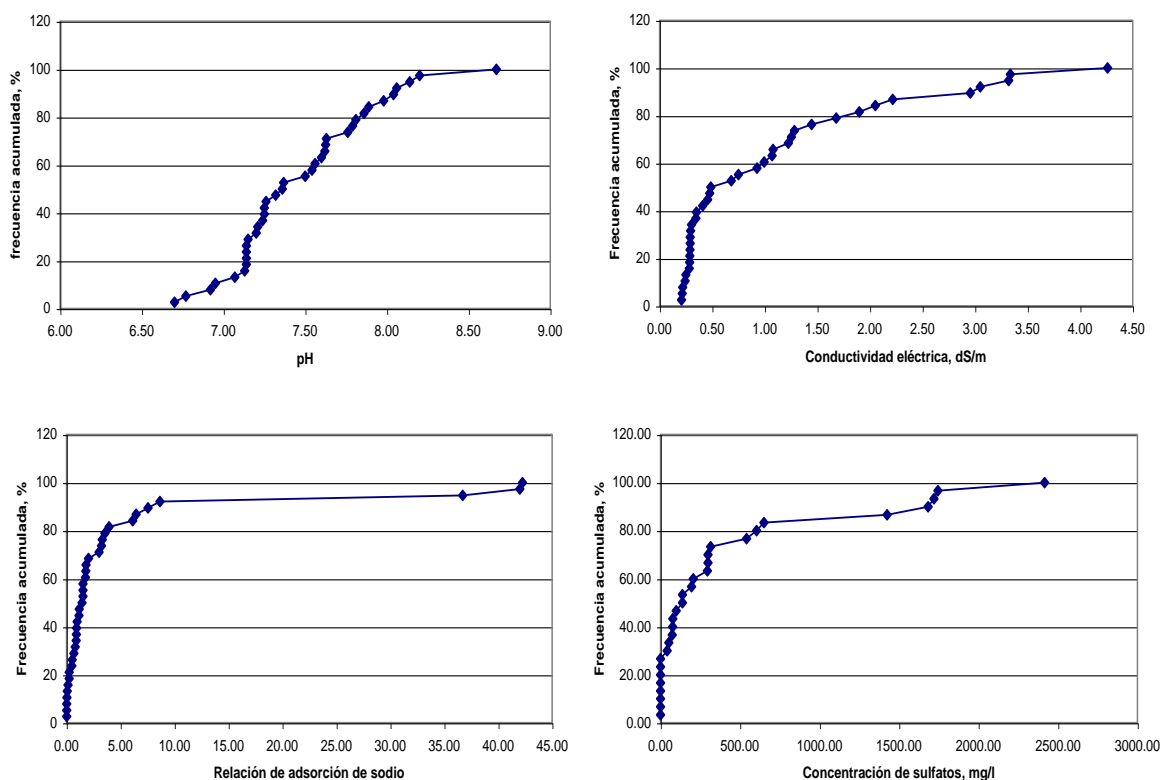 120
100
80
60
40
20
0
frecuencia acumulada, %
6.00 6.50 7.00 7.50 8.00 8.50 9.00
pH
120
100
80
60
40
20
0
Frecuencia acumulada, %
0.00 0.50 1.00 1.50 2.00 2.50 3.00 3.50 4.00 4.50
Conductividad eléctrica, dS/m
120
100
80
60
40
20
0
Frecuencia acumulada, %
0.00 5.00 10.00 15.00 20.00 25.00 30.00 35.00 40.00 45.00
Relación de adsorción de sodio
120.00
100.00
80.00
60.00
40.00
20.00
0.00
Frecuencia acumulada, %
0.00 500.00 1000.00 1500.00 2000.00 2500.00 3000.00
Concentración de sulfatos, mg/l